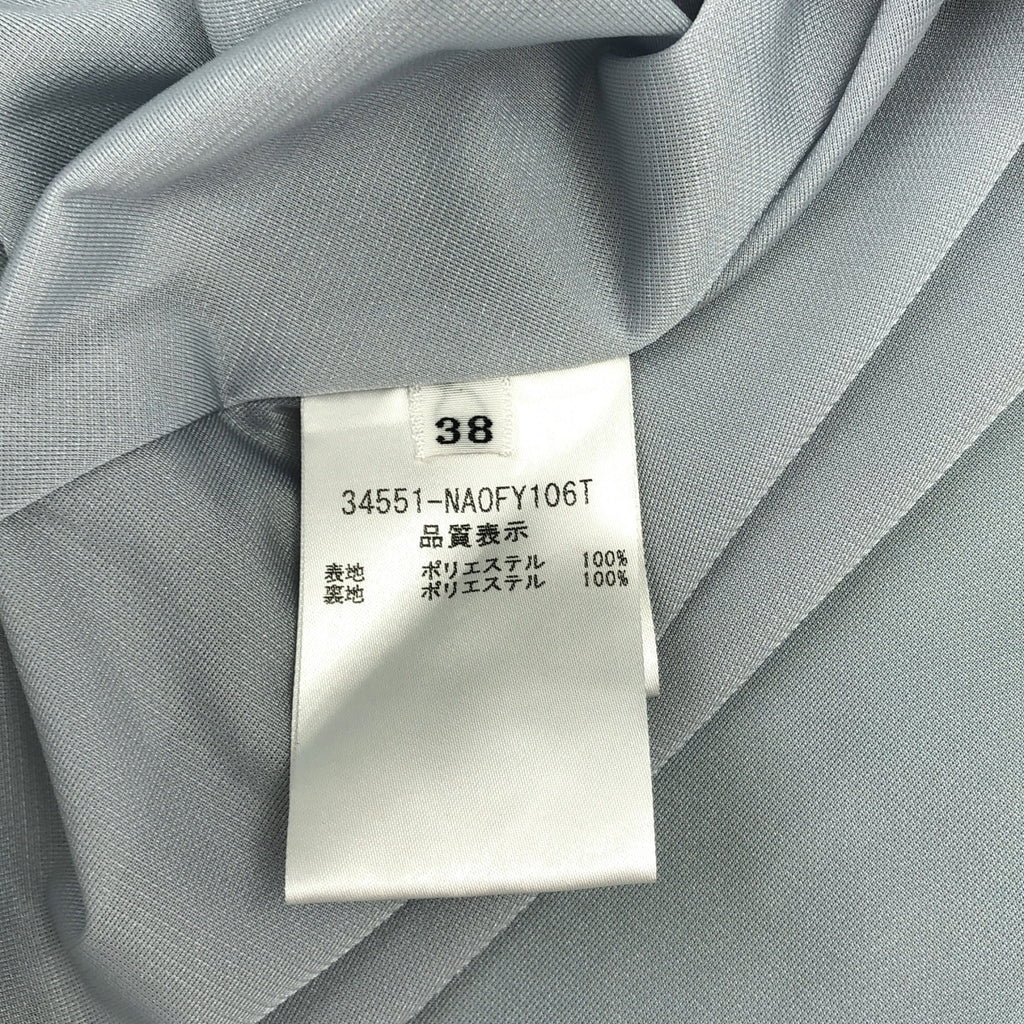 38
34551-NAOFY106T
品質表示
表地 ポリエステル 100%
裏地 ポリエステル 100%